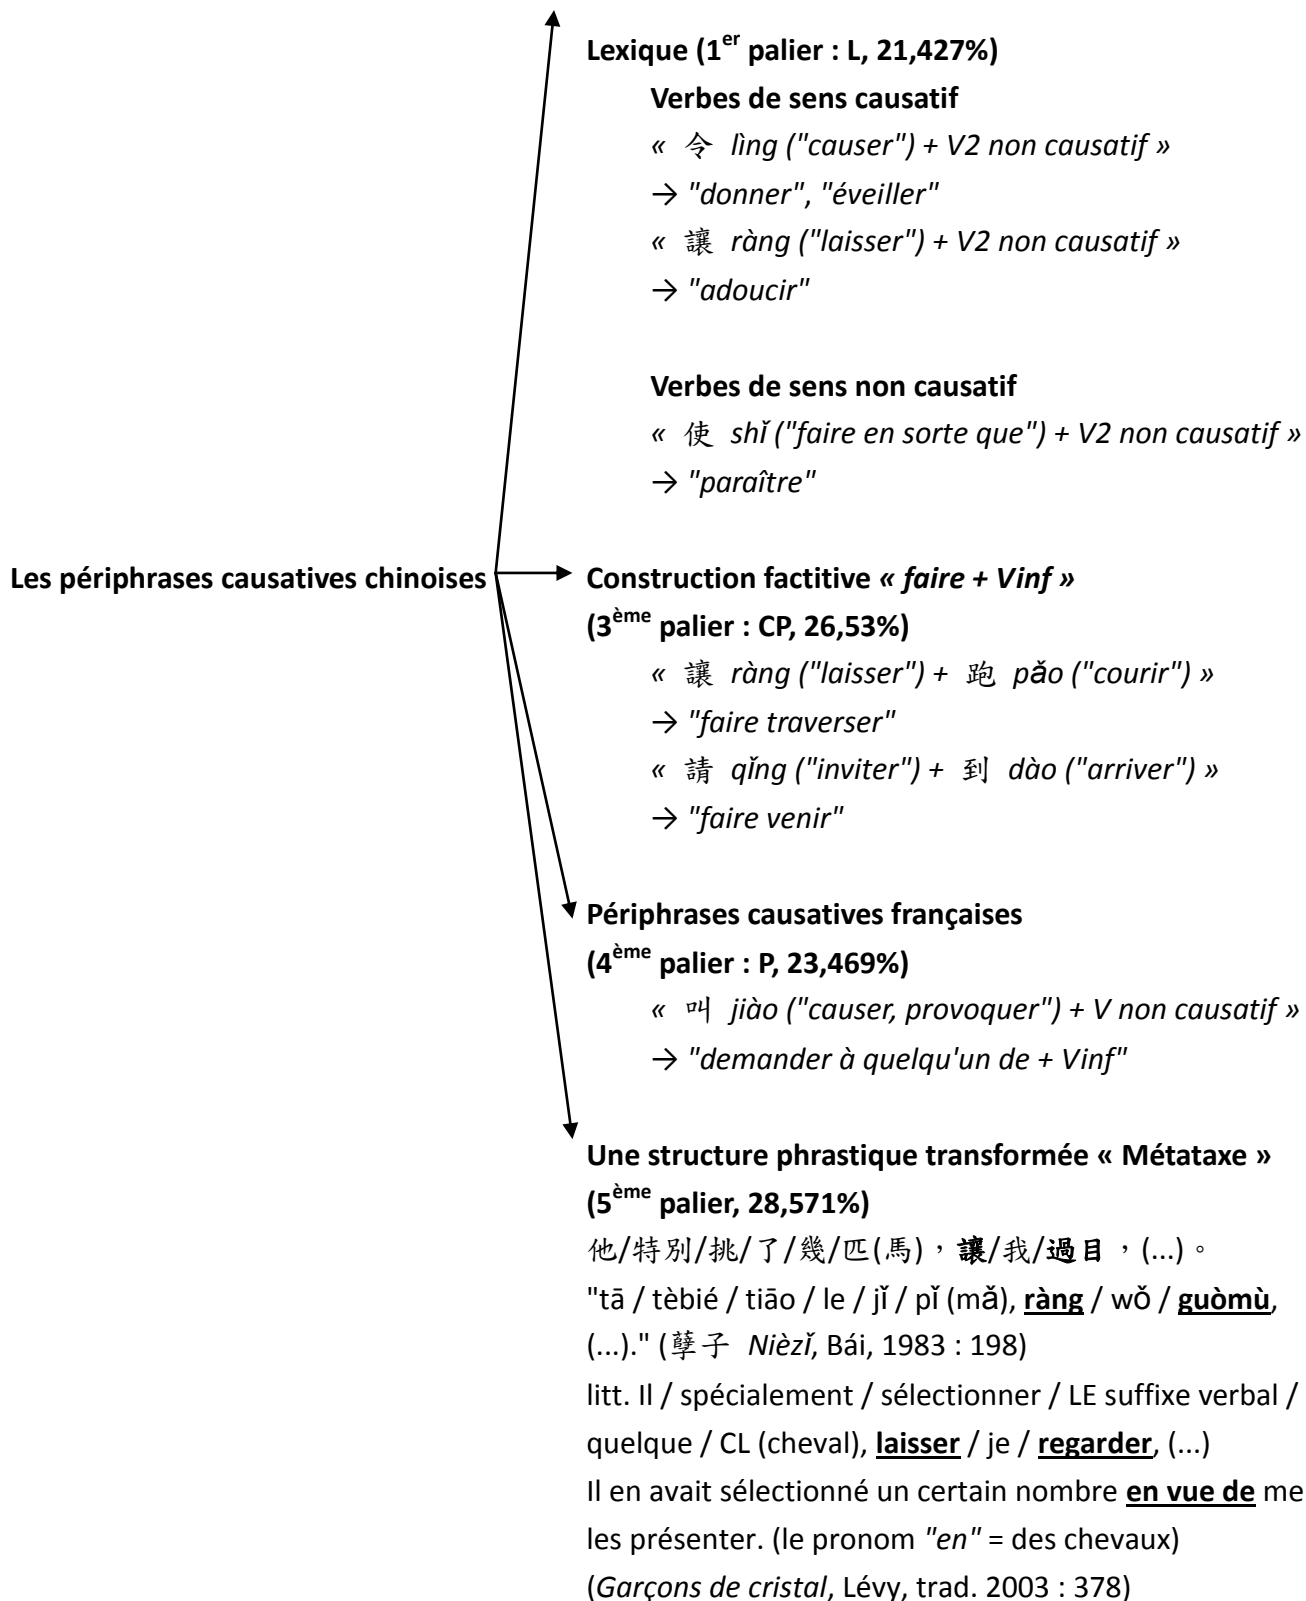 Lexique (1er palier : L, 21,427%)
Verbes de sens causatif
« 令 lìng ("causer") + V2 non causatif »
→ "donner", "éveiller"
« 讓 ràng ("laisser") + V2 non causatif »
→ "adoucir"
Verbes de sens non causatif
« 使 shǐ ("faire en sorte que") + V2 non causatif »
→ "paraître"
Les périphrases causatives chinoises
Construction factitive « faire + Vinf »
(3ème palier : CP, 26,53%)
« 讓 ràng ("laisser") + 跑 pǎo ("courir") »
→ "faire traverser"
« 請 qǐng ("inviter") + 到 dào ("arriver") »
→ "faire venir"
Périphrases causatives françaises
(4ème palier : P, 23,469%)
« 叫 jiào ("causer, provoquer") + V non causatif »
→ "demander à quelqu'un de + Vinf"
Une structure phrastique transformée « Métataxe »
(5ème palier, 28,571%)
他/特別/挑/了/幾/匹(馬)，讓/我/過目，(...)。
"tā / tèbié / tiāo / le / jǐ / pǐ (mǎ), ràng / wǒ / guòmù,
(...)." (孽子 Nièzǐ, Bái, 1983 : 198)
litt. Il / spécialement / sélectionner / LE suffixe verbal /
quelque / CL (cheval), laisser / je / regarder, (...)
Il en avait sélectionné un certain nombre en vue de me
les présenter. (le pronom "en" = des chevaux)
(Garçons de cristal, Lévy, trad. 2003 : 378)